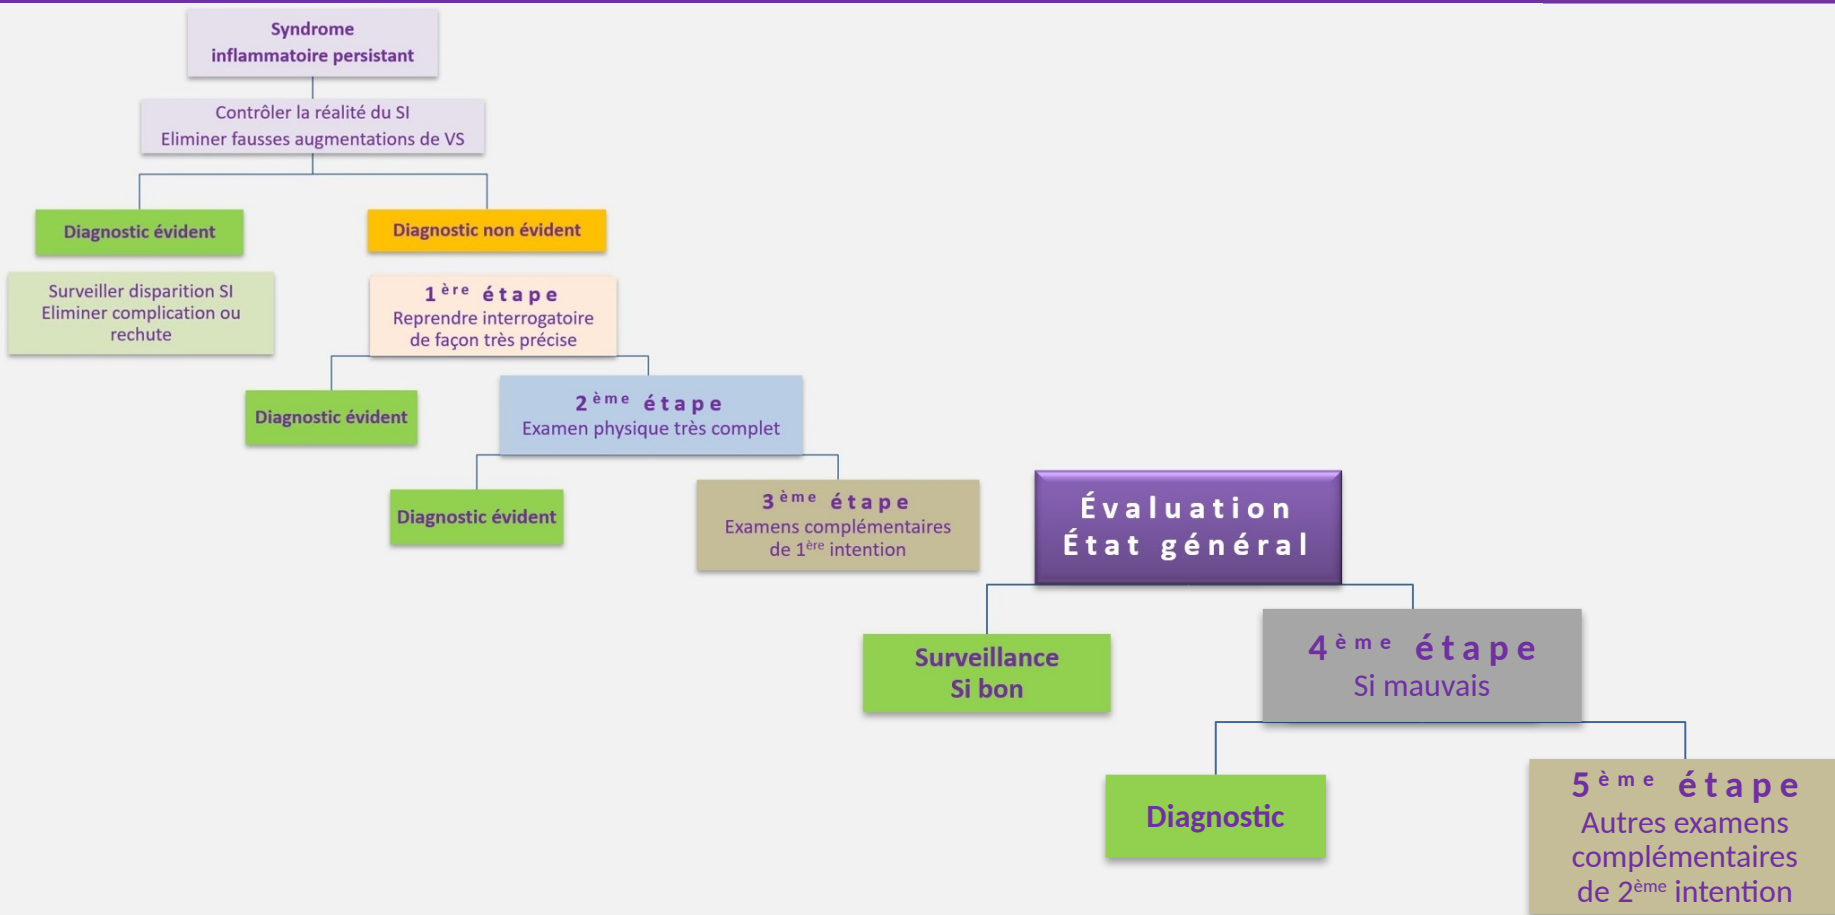 Syndrome
inflammatoire persistant
Contrôler la réalité du SI
Eliminer fausses augmentations de VS
Diagnostic évident
Diagnostic non évident
Surveiller disparition SI
Eliminer complication ou
rechute
1ère étape
Reprendre interrogatoire
de façon très précise
Diagnostic évident
2ème étape
Examen physique très complet
Diagnostic évident
3ème étape
Examens complémentaires
de 1ère intention
Évaluation
État général
Surveillance
Si bon
4ème étape
Si mauvais
Diagnostic
5ème étape
Autres examens
complémentaires
de 2ème intention